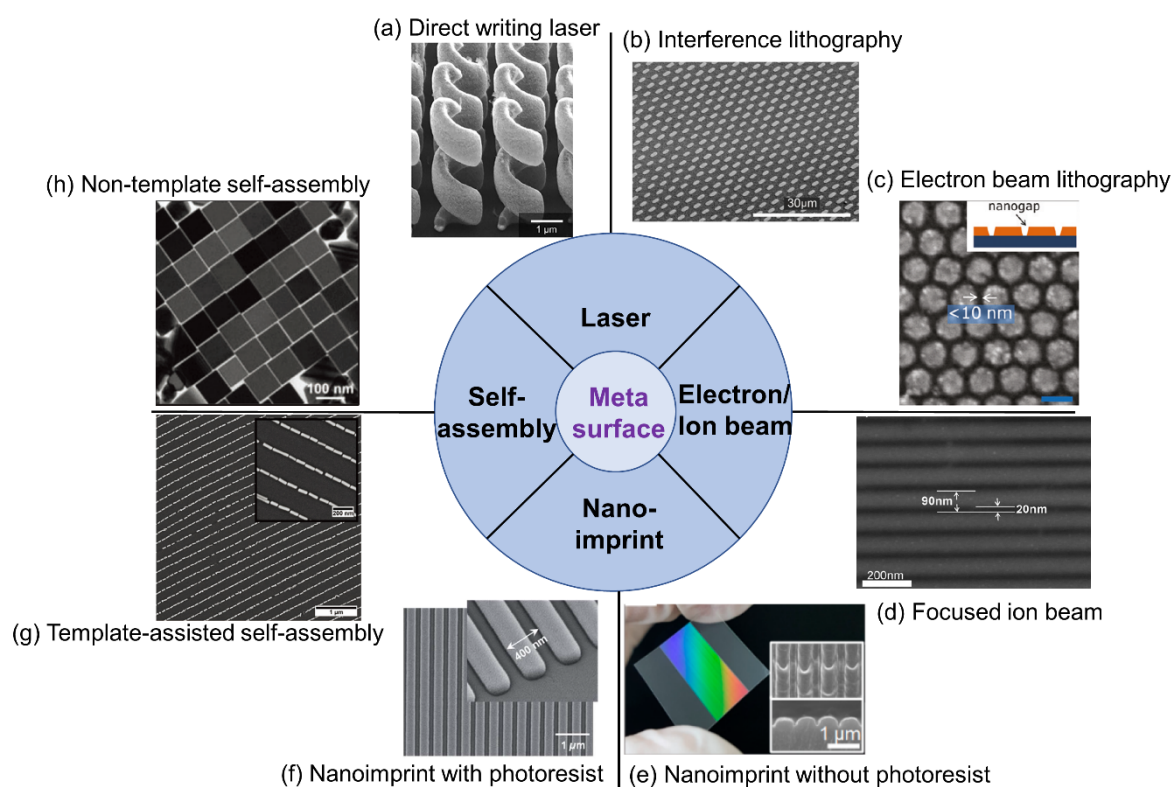 (a) Direct writing laser
1 µm
(b) Interference lithography
30µm
(c) Electron beam lithography
nanogap
<10 nm
(h) Non-template self-assembly
100 nm
Laser
Self-
assembly
Meta
surface
Electron/
Ion beam
Nano-
imprint
90nm
20nm
200nm
(d) Focused ion beam
200 nm
1 µm
(g) Template-assisted self-assembly
400 nm
1 µm
(f) Nanoimprint with photoresist
1 µm
(e) Nanoimprint without photoresist